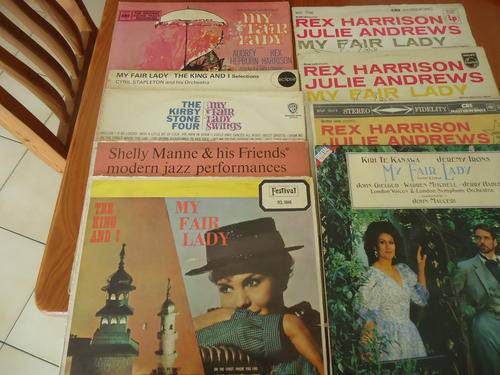 my
fair
lady
AUDREY
HEPBURN
REX
HARRISON
MY FAIR LADY THE KING AND I Selections
CYRIL STAPLETON and his Orchestra
eclipse
THE
KIRBY
STONE
FOUR
my
fair
lady
swings
Shelly Manne & his Friends
modern jazz performances
Festival
THE
KING
AND I
MY
FAIR
LADY
REX HARRISON
JULIE ANDREWS
MY FAIR LADY
REX HARRISON
JULIE ANDREWS
MY FAIR LADY
STEREO FIDELITY
REX HARRISON
JULIE ANDREWS
KIRI TE KANAWA JEREMY IRONS
MY FAIR LADY
JOHN GIELGUD WARREN MITCHELL JERRY HADLEY
London Voices & London Symphony Orchestra
JOHN MAUCERI